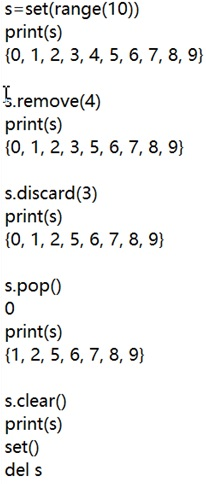 s=set(range(10))
print(s)
{0, 1, 2, 3, 4, 5, 6, 7, 8, 9}
s.remove(4)
print(s)
{0, 1, 2, 3, 5, 6, 7, 8, 9}
s.discard(3)
print(s)
{0, 1, 2, 5, 6, 7, 8, 9}
s.pop()
0
print(s)
{1, 2, 5, 6, 7, 8, 9}
s.clear()
print(s)
set()
del s